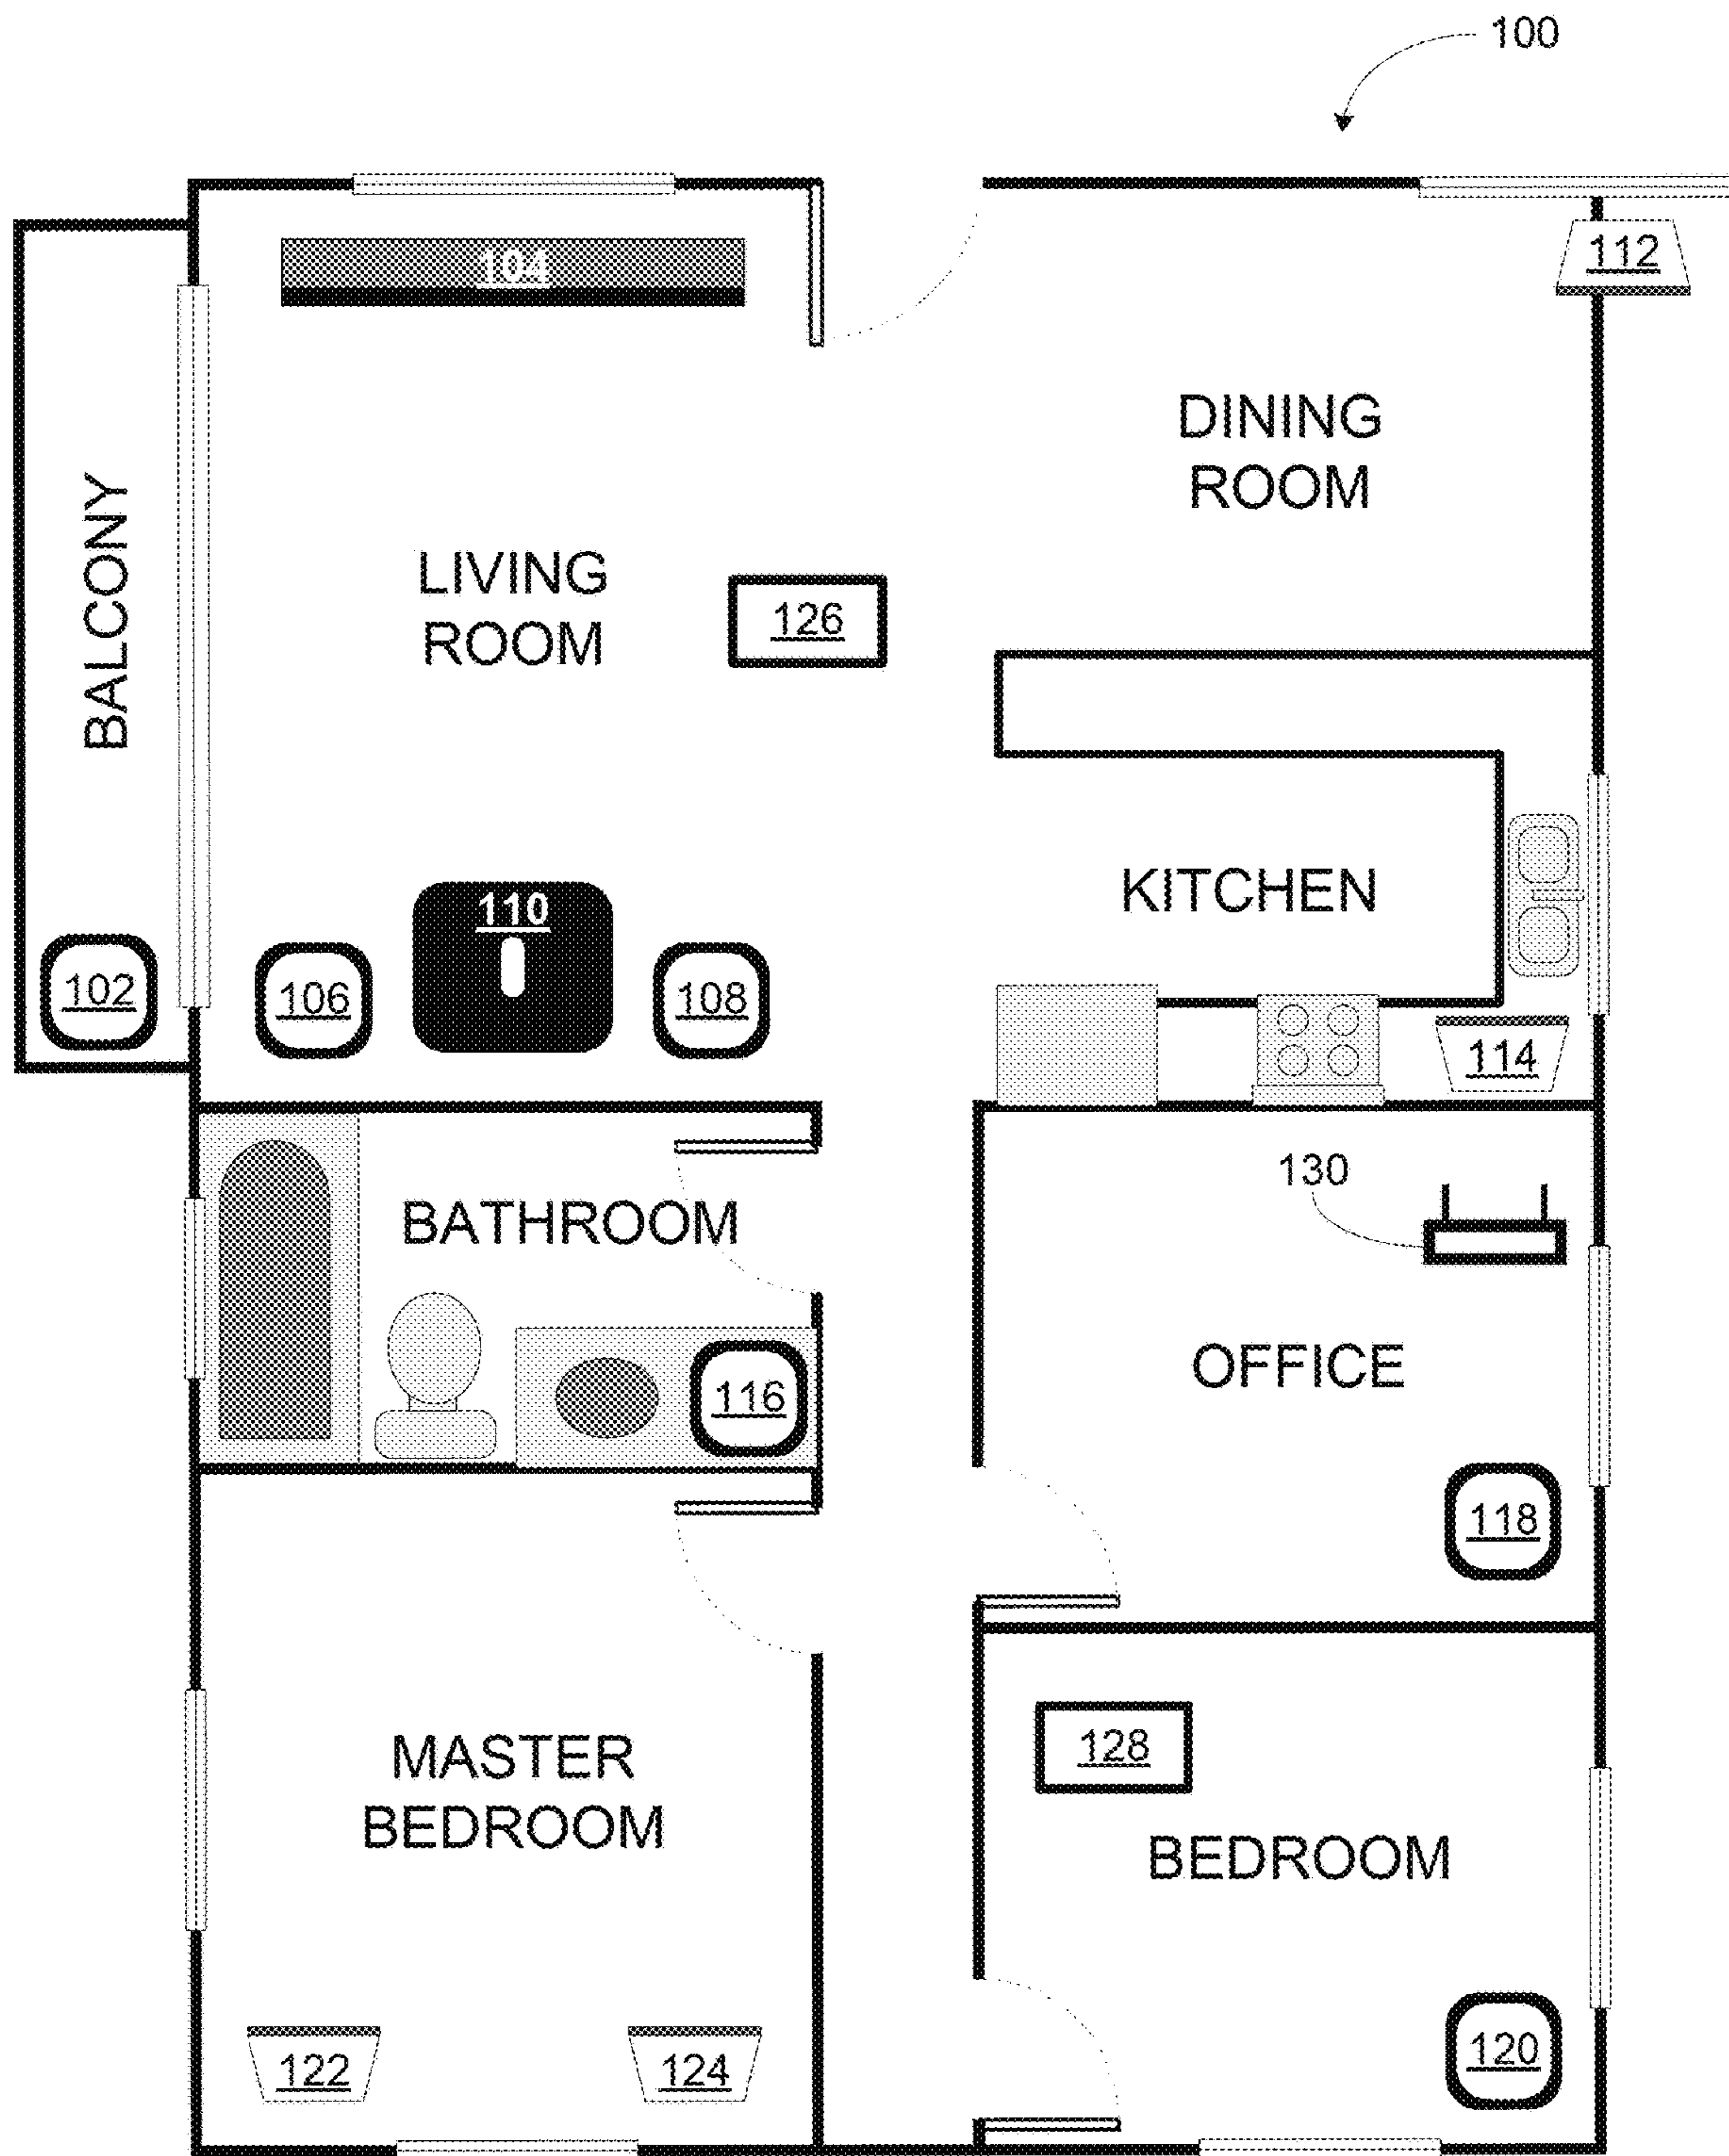 100
104
112
DINING
ROOM
BALCONY
LIVING
ROOM
126
KITCHEN
110
102
106
108
114
130
BATHROOM
OFFICE
116
118
128
MASTER
BEDROOM
BEDROOM
122
124
120